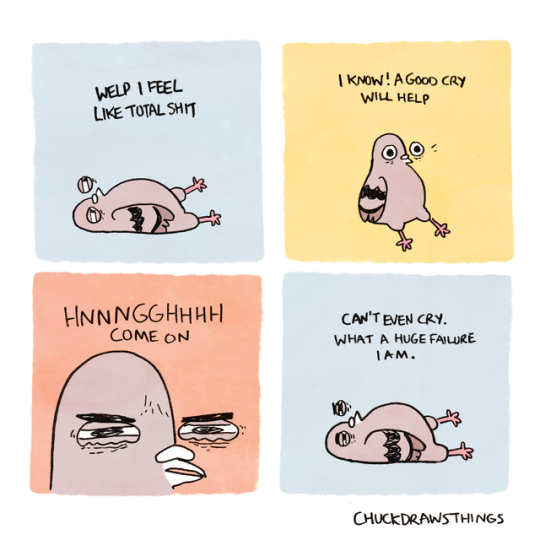 WELP I FEEL
LIKE TOTAL SHIT
I KNOW! A GOOD CRY
WILL HELP
HNNNGGHHHH
COME ON
CAN'T EVEN CRY.
WHAT A HUGE FAILURE
I AM.
CHUCKDRAWSTHINGS